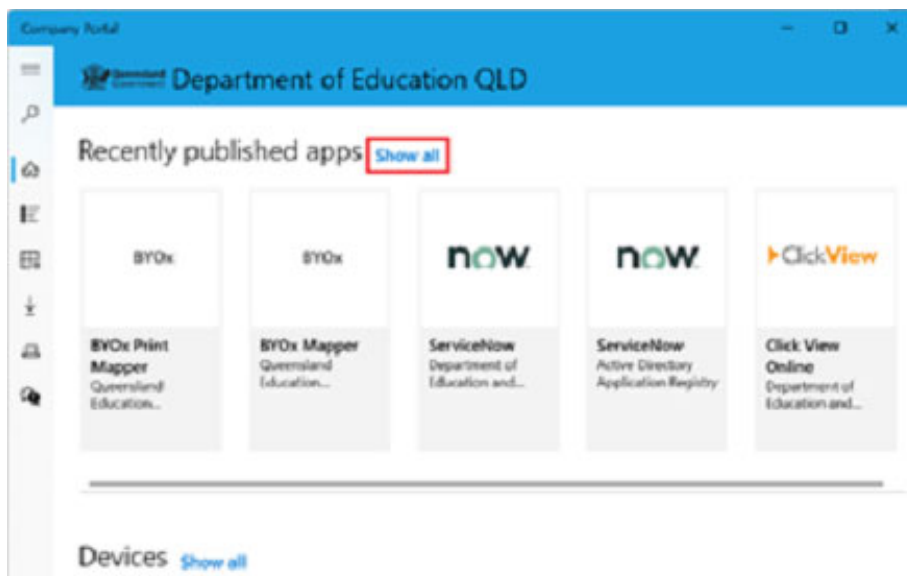 Company Portal
Queensland Government Department of Education QLD
Recently published apps Show all
BYOx
BYOx
now
now
ClickView
BYOx Print
Mapper
Queensland
Education...
BYOx Mapper
Queensland
Education...
ServiceNow
Department of
Education and...
ServiceNow
Active Directory
Application Registry
Click View
Online
Department of
Education and...
Devices Show all